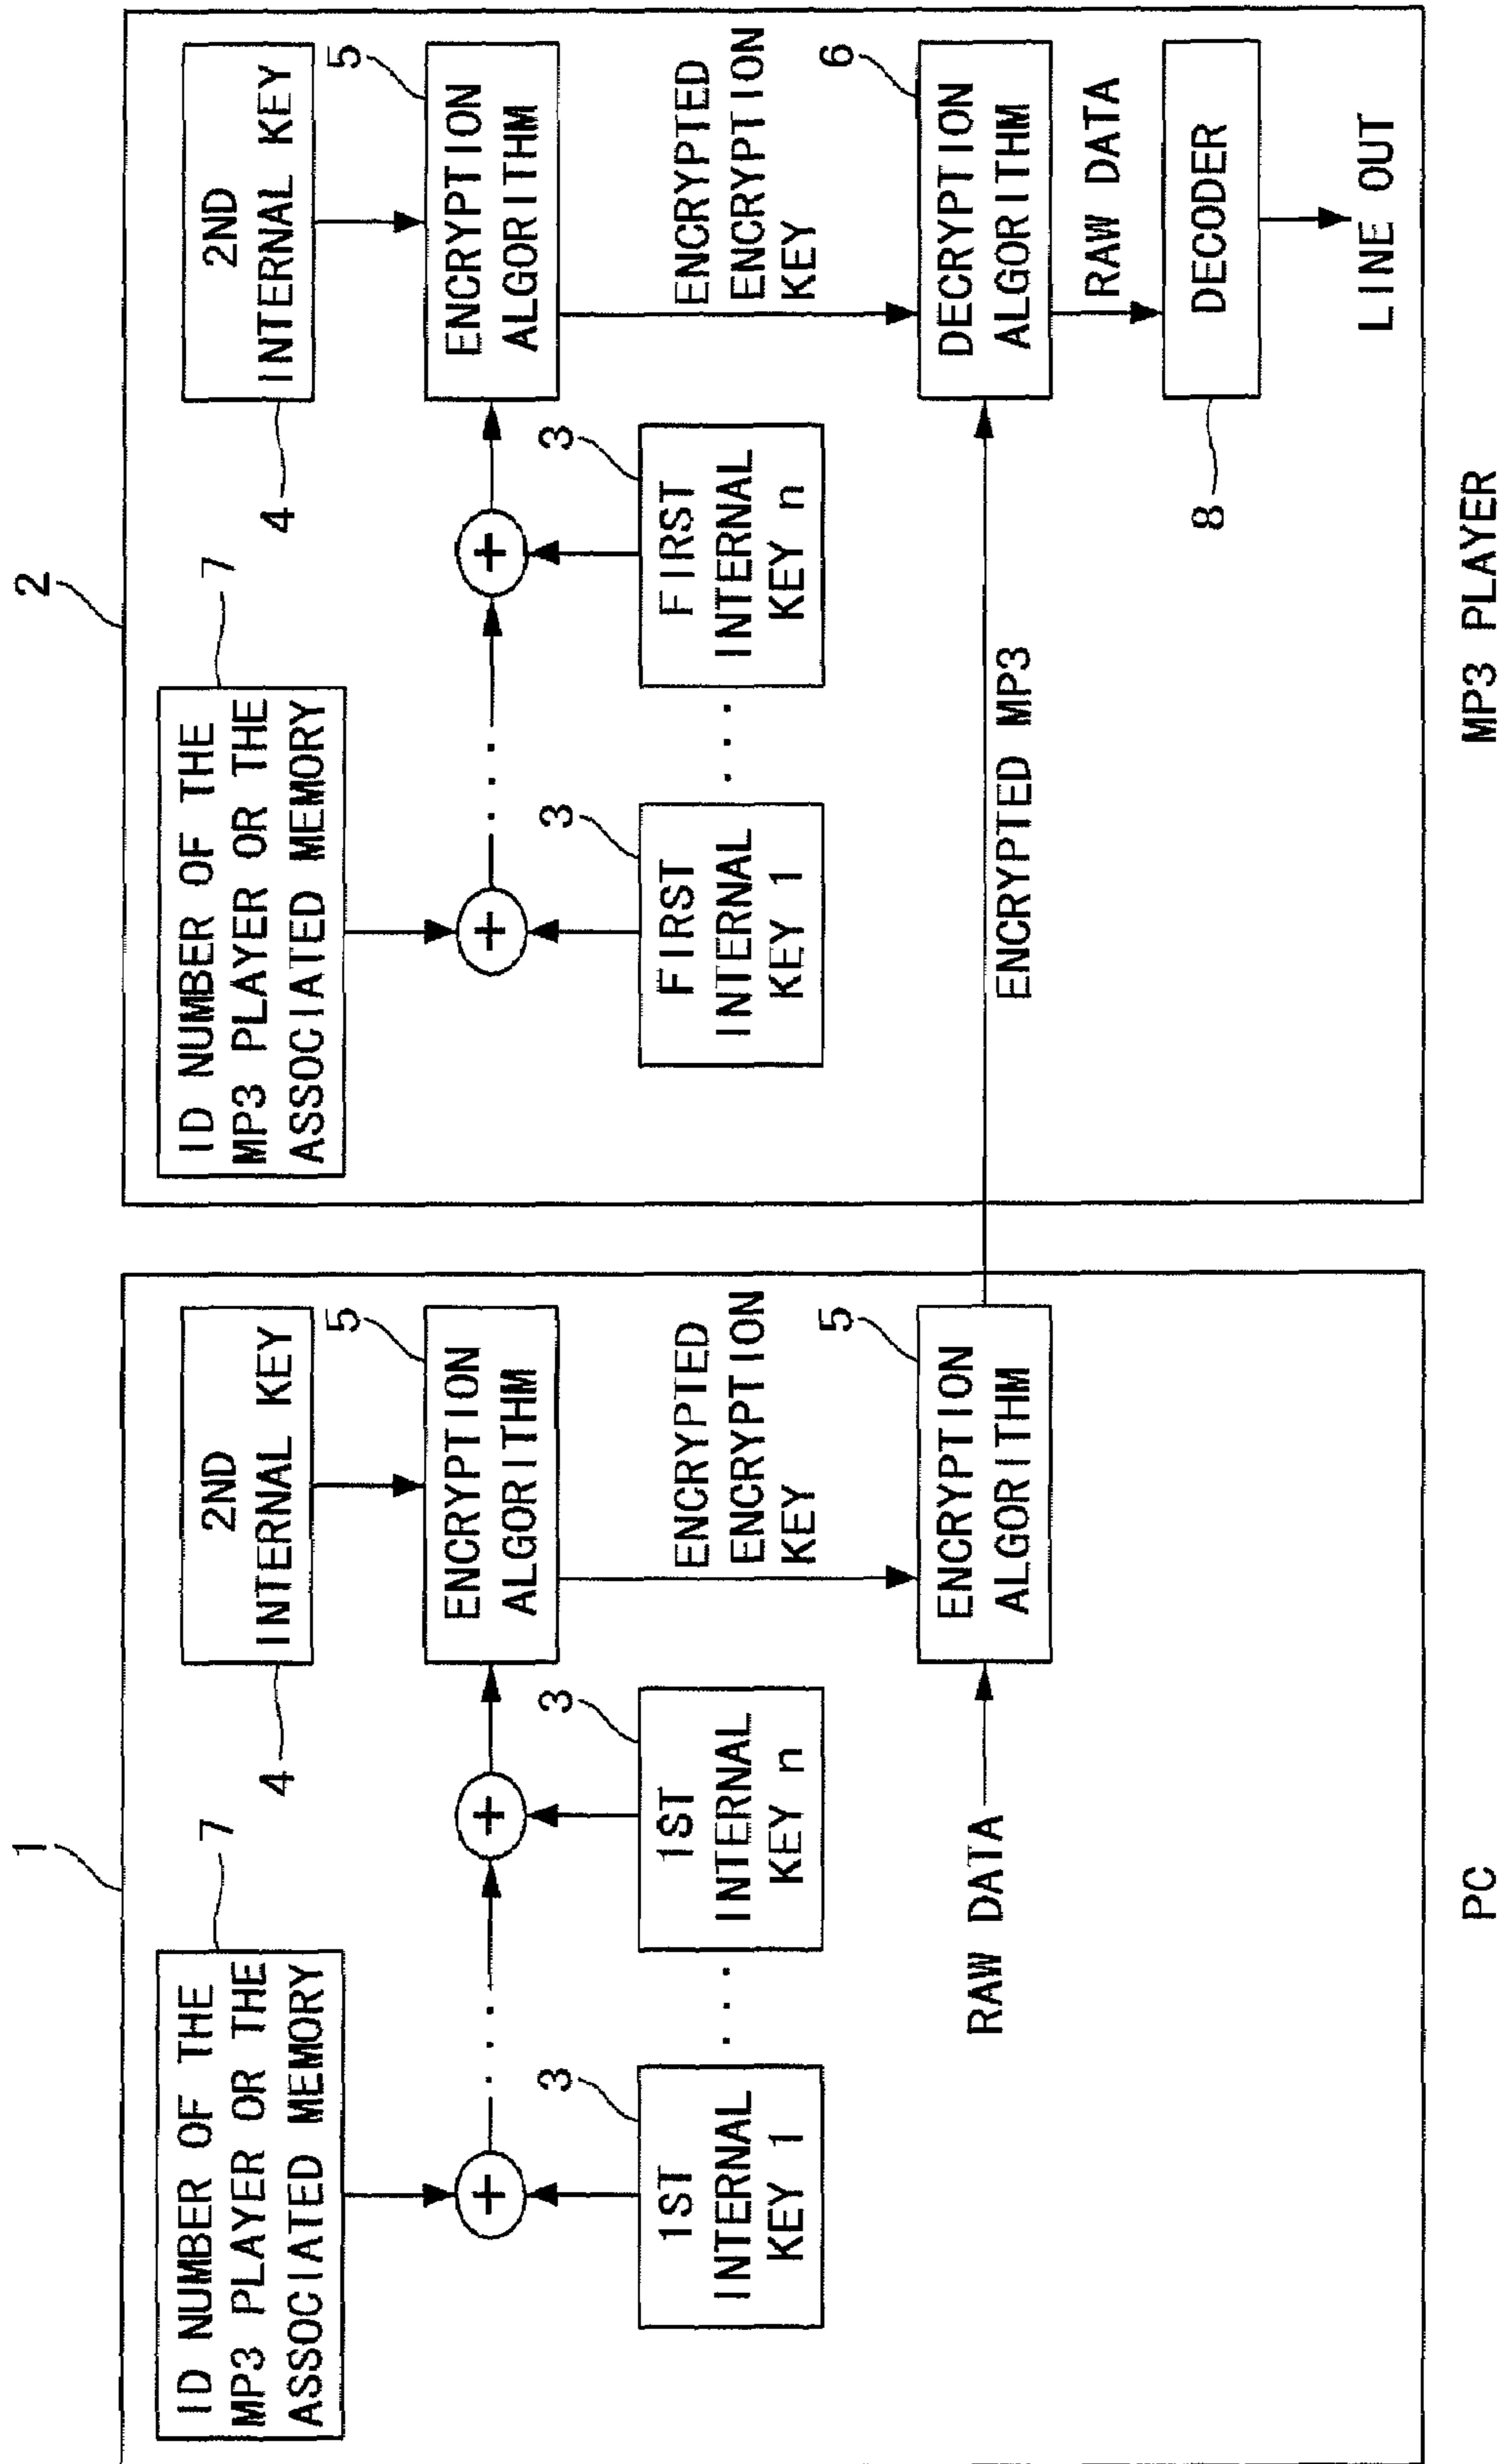 1
7
ID NUMBER OF THE
MP3 PLAYER OR THE
ASSOCIATED MEMORY
4
2ND
INTERNAL KEY
+
+
5
ENCRYPTION
ALGORITHM
3
1ST
INTERNAL
KEY 1
3
1ST
INTERNAL
KEY n
ENCRYPTED
ENCRYPTION
KEY
5
ENCRYPTION
ALGORITHM
RAW DATA
PC
2
7
ID NUMBER OF THE
MP3 PLAYER OR THE
ASSOCIATED MEMORY
4
2ND
INTERNAL KEY
+
+
5
ENCRYPTION
ALGORITHM
3
FIRST
INTERNAL
KEY 1
3
FIRST
INTERNAL
KEY n
ENCRYPTED
ENCRYPTION
KEY
ENCRYPTED MP3
6
DECRYPTION
ALGORITHM
RAW DATA
8
DECODER
LINE OUT
MP3 PLAYER